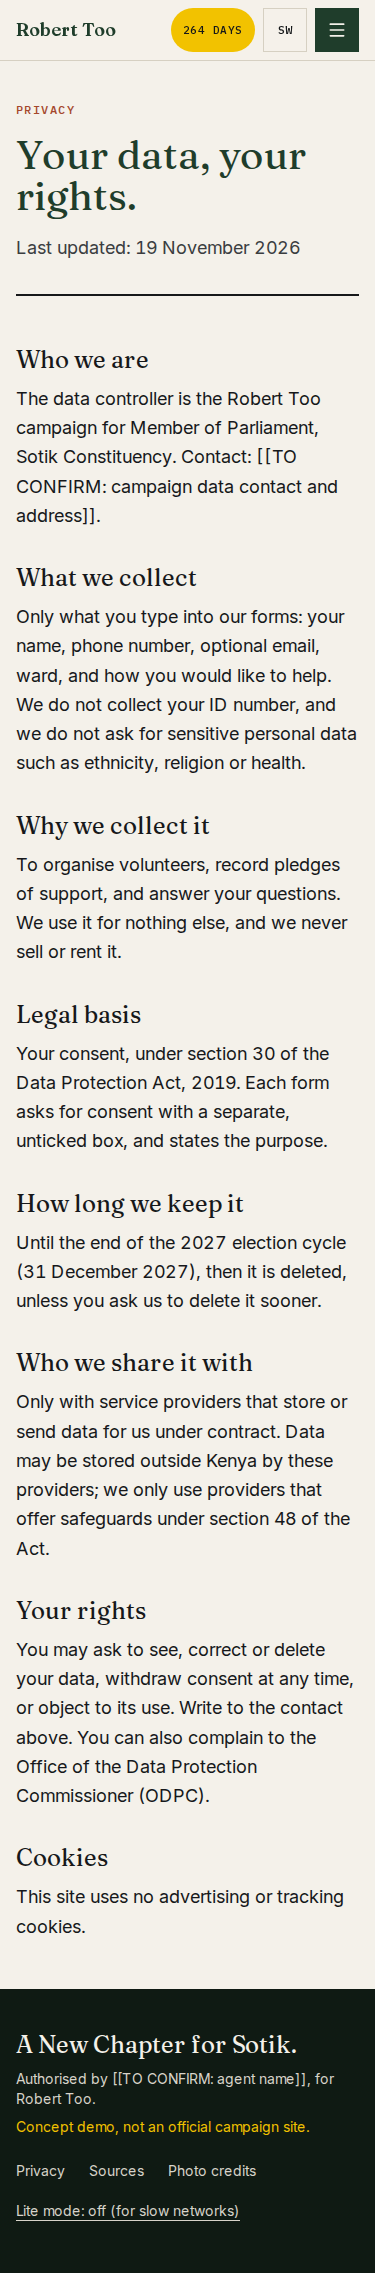 Robert Too
264 DAYS
SW
PRIVACY
Your data, your
rights.
Last updated: 19 November 2026
Who we are
The data controller is the Robert Too
campaign for Member of Parliament,
Sotik Constituency. Contact: [[TO
CONFIRM: campaign data contact and
address]].
What we collect
Only what you type into our forms: your
name, phone number, optional email,
ward, and how you would like to help.
We do not collect your ID number, and
we do not ask for sensitive personal data
such as ethnicity, religion or health.
Why we collect it
To organise volunteers, record pledges
of support, and answer your questions.
We use it for nothing else, and we never
sell or rent it.
Legal basis
Your consent, under section 30 of the
Data Protection Act, 2019. Each form
asks for consent with a separate,
unticked box, and states the purpose.
How long we keep it
Until the end of the 2027 election cycle
(31 December 2027), then it is deleted,
unless you ask us to delete it sooner.
Who we share it with
Only with service providers that store or
send data for us under contract. Data
may be stored outside Kenya by these
providers; we only use providers that
offer safeguards under section 48 of the
Act.
Your rights
You may ask to see, correct or delete
your data, withdraw consent at any time,
or object to its use. Write to the contact
above. You can also complain to the
Office of the Data Protection
Commissioner (ODPC).
Cookies
This site uses no advertising or tracking
cookies.
A New Chapter for Sotik.
Authorised by [[TO CONFIRM: agent name]], for
Robert Too.
Concept demo, not an official campaign site.
Privacy Sources Photo credits
Lite mode: off (for slow networks)